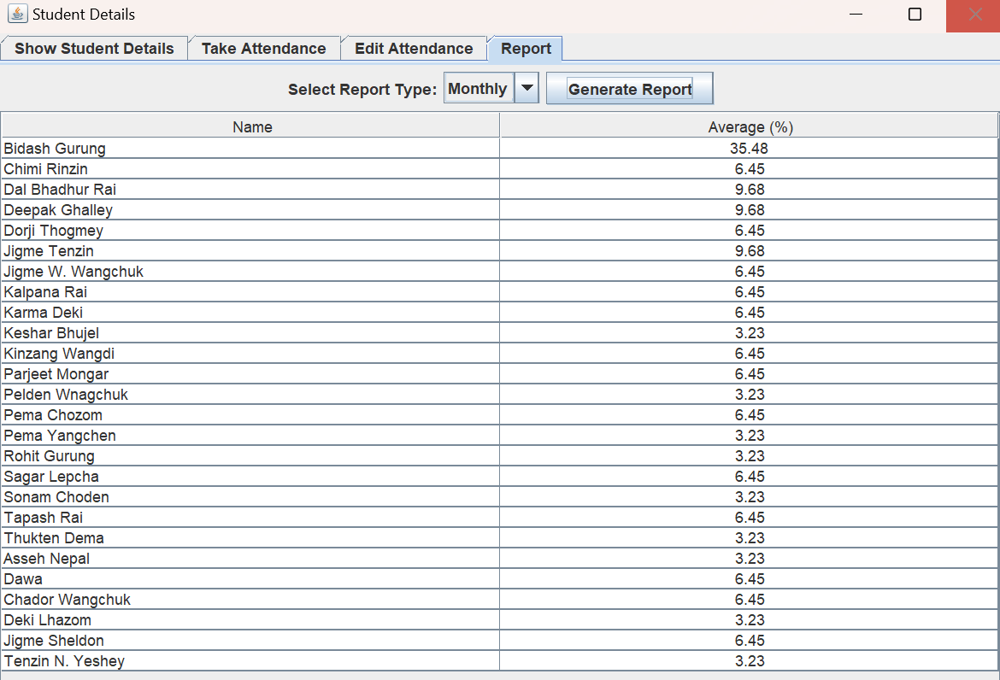 Student Details
Show Student Details Take Attendance Edit Attendance Report
Select Report Type: Monthly Generate Report
Name Average (%)
Bidash Gurung 35.48
Chimi Rinzin 6.45
Dal Bhadhur Rai 9.68
Deepak Ghalley 9.68
Dorji Thogmey 6.45
Jigme Tenzin 9.68
Jigme W. Wangchuk 6.45
Kalpana Rai 6.45
Karma Deki 6.45
Keshar Bhujel 3.23
Kinzang Wangdi 6.45
Parjeet Mongar 6.45
Pelden Wnagchuk 3.23
Pema Chozom 6.45
Pema Yangchen 3.23
Rohit Gurung 3.23
Sagar Lepcha 6.45
Sonam Choden 3.23
Tapash Rai 6.45
Thukten Dema 3.23
Asseh Nepal 3.23
Dawa 6.45
Chador Wangchuk 6.45
Deki Lhazom 3.23
Jigme Sheldon 6.45
Tenzin N. Yeshey 3.23